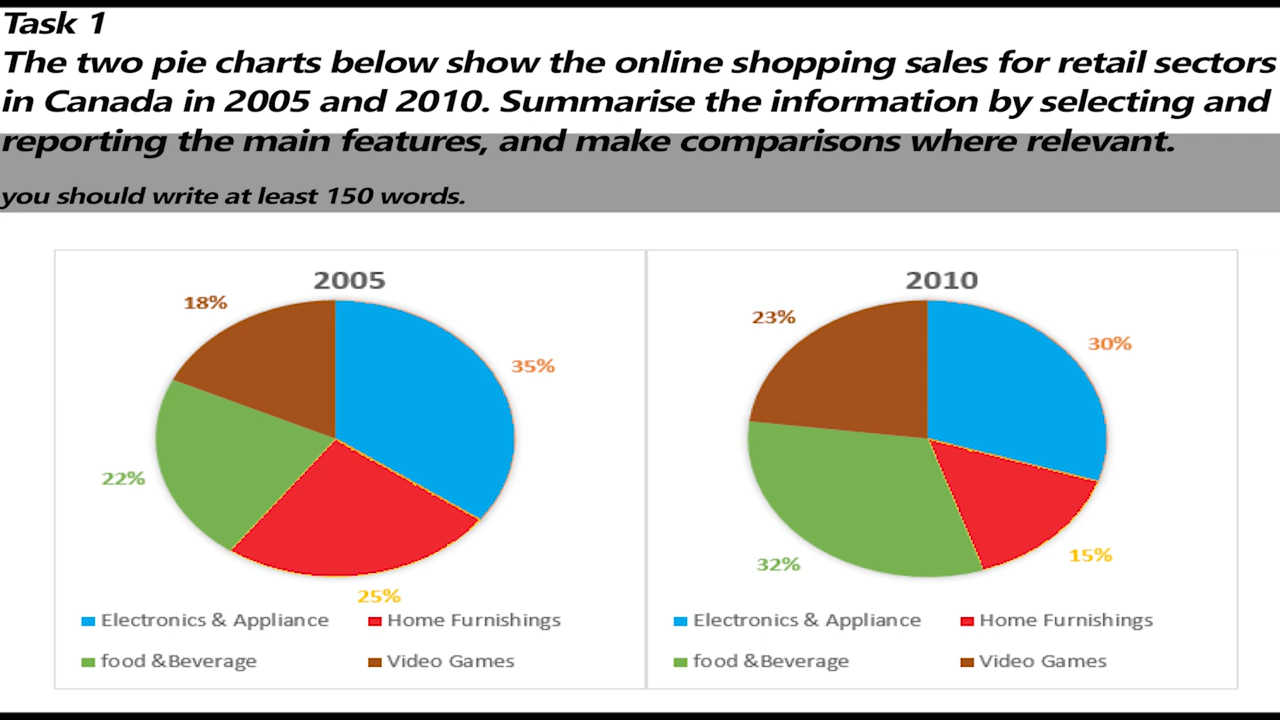 Task 1
The two pie charts below show the online shopping sales for retail sectors
in Canada in 2005 and 2010. Summarise the information by selecting and
reporting the main features, and make comparisons where relevant.
you should write at least 150 words.
2005
18%
35%
22%
25%
Electronics & Appliance
Home Furnishings
food &Beverage
Video Games
2010
23%
30%
32%
15%
Electronics & Appliance
Home Furnishings
food &Beverage
Video Games